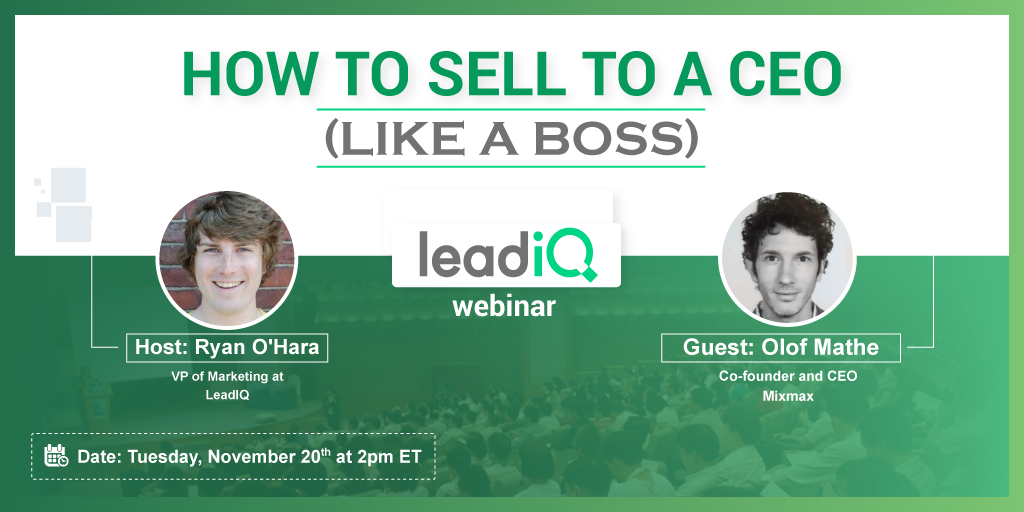 HOW TO SELL TO A CEO
(LIKE A BOSS)
leadiQ
webinar
Host: Ryan O'Hara
VP of Marketing at
LeadIQ
Guest: Olof Mathe
Co-founder and CEO
Mixmax
Date: Tuesday, November 20th at 2pm ET